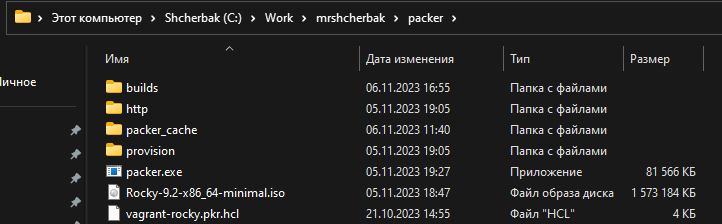 Этот компьютер > Shcherbak (C:) > Work > mrshcherbak > packer >
Имя Дата изменения Тип Размер
Личное
builds 06.11.2023 16:55 Папка с файлами
http 05.11.2023 19:05 Папка с файлами
packer_cache 06.11.2023 11:40 Папка с файлами
provision 05.11.2023 19:05 Папка с файлами
packer.exe 05.11.2023 19:27 Приложение 81 566 КБ
Rocky-9.2-x86_64-minimal.iso 05.11.2023 18:47 Файл образа диска 1 573 184 КБ
vagrant-rocky.pkr.hcl 21.10.2023 14:55 Файл "HCL" 4 КБ